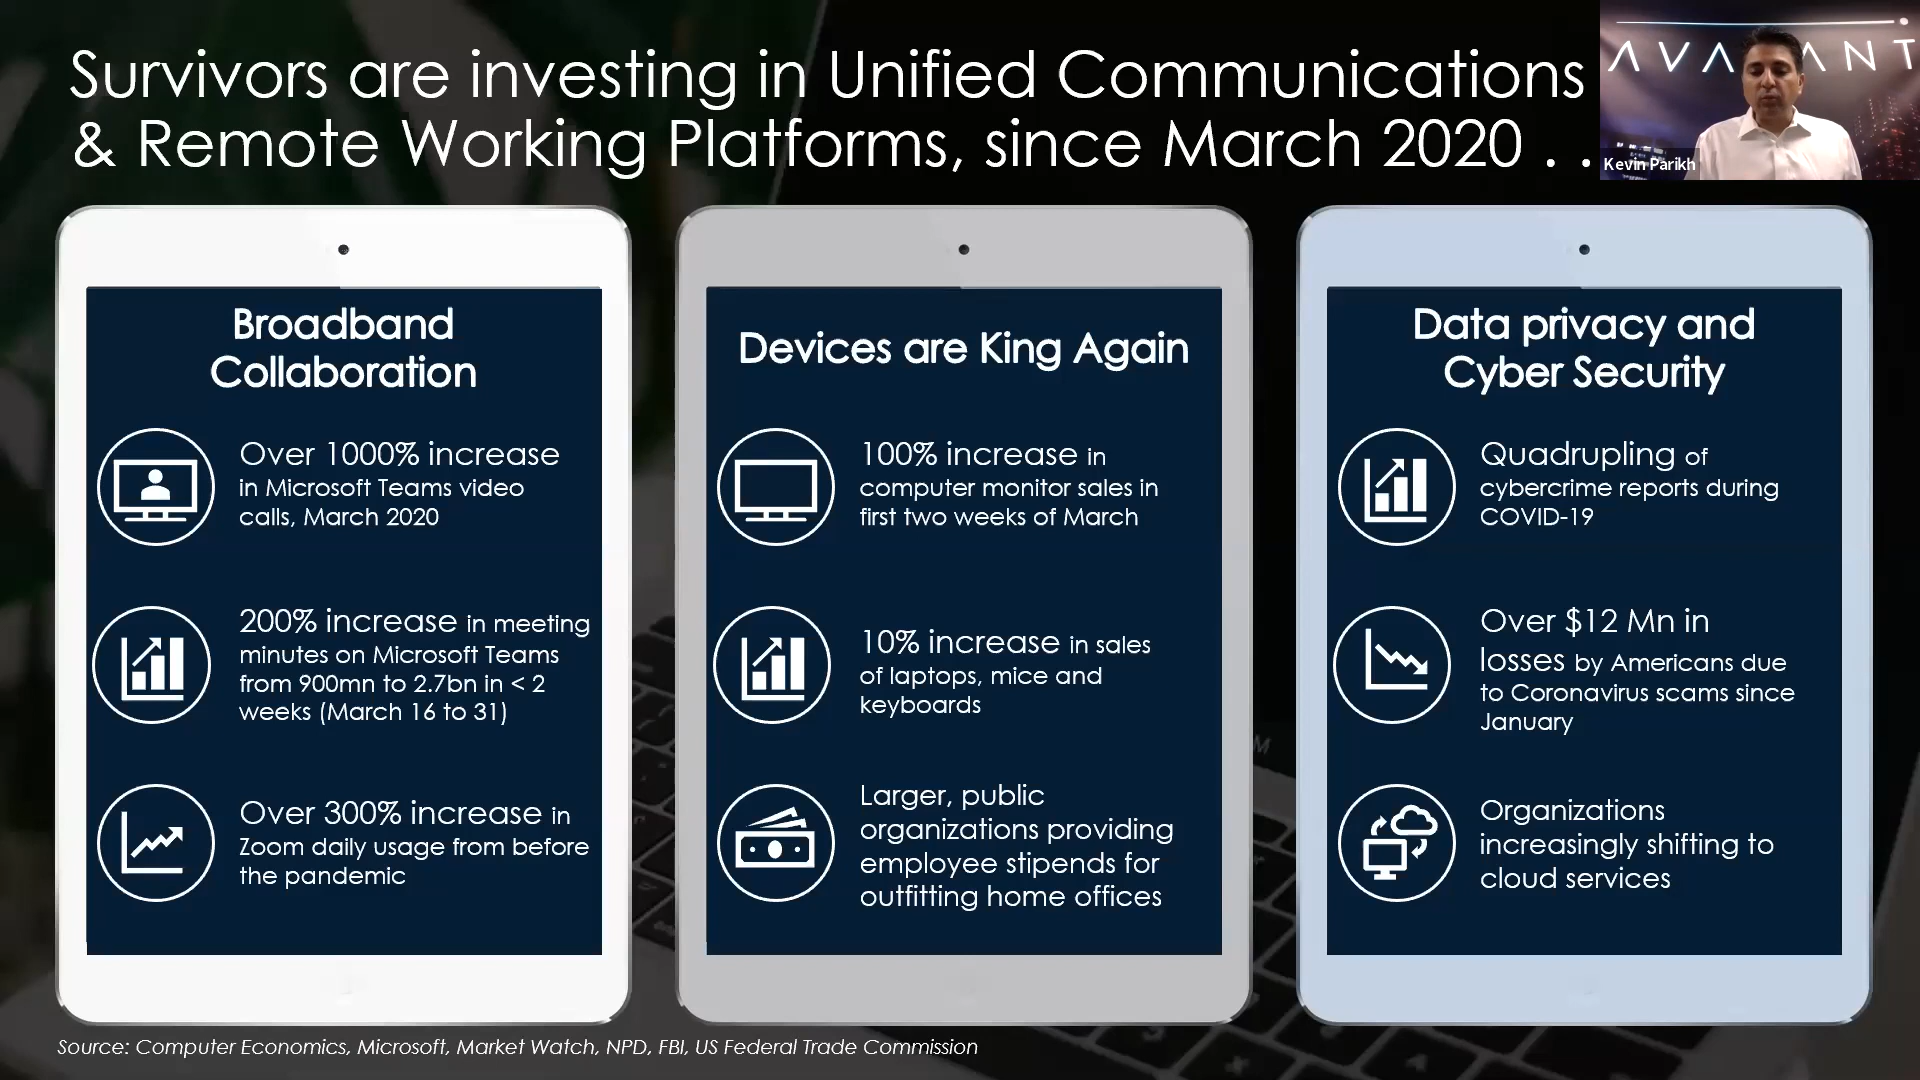 Survivors are investing in Unified Communications
& Remote Working Platforms, since March 2020 . .
Kevin Parikh
Broadband
Collaboration
Over 1000% increase
in Microsoft Teams video
calls, March 2020
200% increase in meeting
minutes on Microsoft Teams
from 900mn to 2.7bn in < 2
weeks (March 16 to 31)
Over 300% increase in
Zoom daily usage from before
the pandemic
Devices are King Again
100% increase in
computer monitor sales in
first two weeks of March
10% increase in sales
of laptops, mice and
keyboards
Larger, public
organizations providing
employee stipends for
outfitting home offices
Data privacy and
Cyber Security
Quadrupling of
cybercrime reports during
COVID-19
Over $12 Mn in
losses by Americans due
to Coronavirus scams since
January
Organizations
increasingly shifting to
cloud services
Source: Computer Economics, Microsoft, Market Watch, NPD, FBI, US Federal Trade Commission